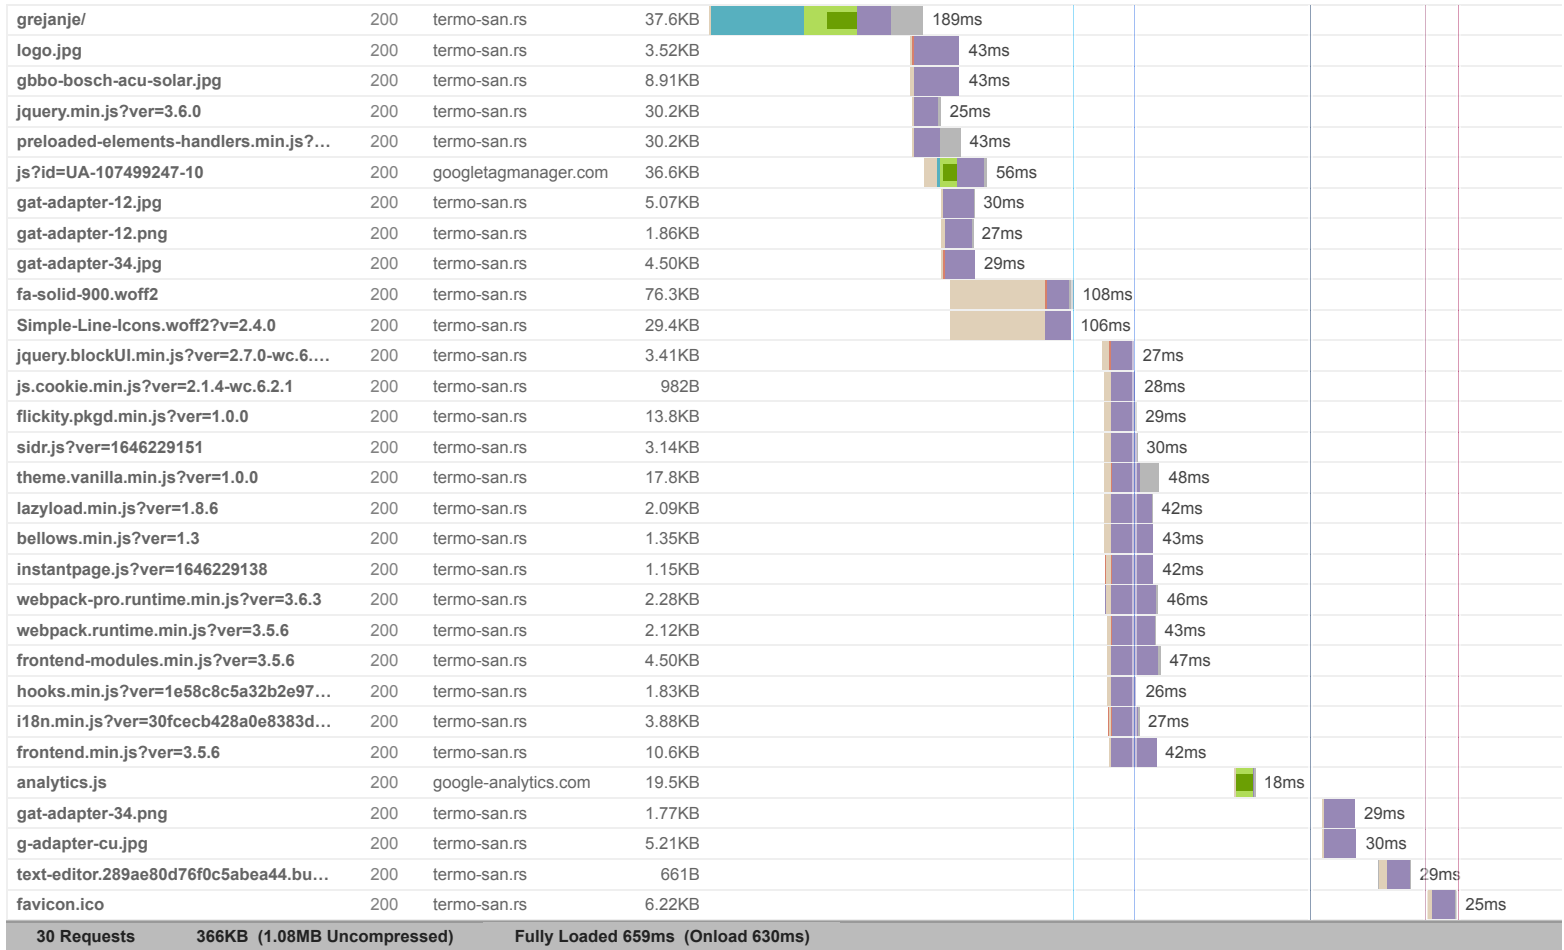 grejanje/ 200 termo-san.rs 37.6KB 189ms
logo.jpg 200 termo-san.rs 3.52KB 43ms
gbbo-bosch-acu-solar.jpg 200 termo-san.rs 8.91KB 43ms
jquery.min.js?ver=3.6.0 200 termo-san.rs 30.2KB 25ms
preloaded-elements-handlers.min.js?... 200 termo-san.rs 30.2KB 43ms
js?id=UA-107499247-10 200 googletagmanager.com 36.6KB 56ms
gat-adapter-12.jpg 200 termo-san.rs 5.07KB 30ms
gat-adapter-12.png 200 termo-san.rs 1.86KB 27ms
gat-adapter-34.jpg 200 termo-san.rs 4.50KB 29ms
fa-solid-900.woff2 200 termo-san.rs 76.3KB 108ms
Simple-Line-Icons.woff2?v=2.4.0 200 termo-san.rs 29.4KB 106ms
jquery.blockUI.min.js?ver=2.7.0-wc.6.... 200 termo-san.rs 3.41KB 27ms
js.cookie.min.js?ver=2.1.4-wc.6.2.1 200 termo-san.rs 982B 28ms
flickity.pkgd.min.js?ver=1.0.0 200 termo-san.rs 13.8KB 29ms
sidr.js?ver=1646229151 200 termo-san.rs 3.14KB 30ms
theme.vanilla.min.js?ver=1.0.0 200 termo-san.rs 17.8KB 48ms
lazyload.min.js?ver=1.8.6 200 termo-san.rs 2.09KB 42ms
bellows.min.js?ver=1.3 200 termo-san.rs 1.35KB 43ms
instantpage.js?ver=1646229138 200 termo-san.rs 1.15KB 42ms
webpack-pro.runtime.min.js?ver=3.6.3 200 termo-san.rs 2.28KB 46ms
webpack.runtime.min.js?ver=3.5.6 200 termo-san.rs 2.12KB 43ms
frontend-modules.min.js?ver=3.5.6 200 termo-san.rs 4.50KB 47ms
hooks.min.js?ver=1e58c8c5a32b2e97... 200 termo-san.rs 1.83KB 26ms
i18n.min.js?ver=30fcecb428a0e8383d... 200 termo-san.rs 3.88KB 27ms
frontend.min.js?ver=3.5.6 200 termo-san.rs 10.6KB 42ms
analytics.js 200 google-analytics.com 19.5KB 18ms
gat-adapter-34.png 200 termo-san.rs 1.77KB 29ms
g-adapter-cu.jpg 200 termo-san.rs 5.21KB 30ms
text-editor.289ae80d76f0c5abea44.bu... 200 termo-san.rs 661B 29ms
favicon.ico 200 termo-san.rs 6.22KB 25ms
30 Requests 366KB (1.08MB Uncompressed) Fully Loaded 659ms (Onload 630ms)